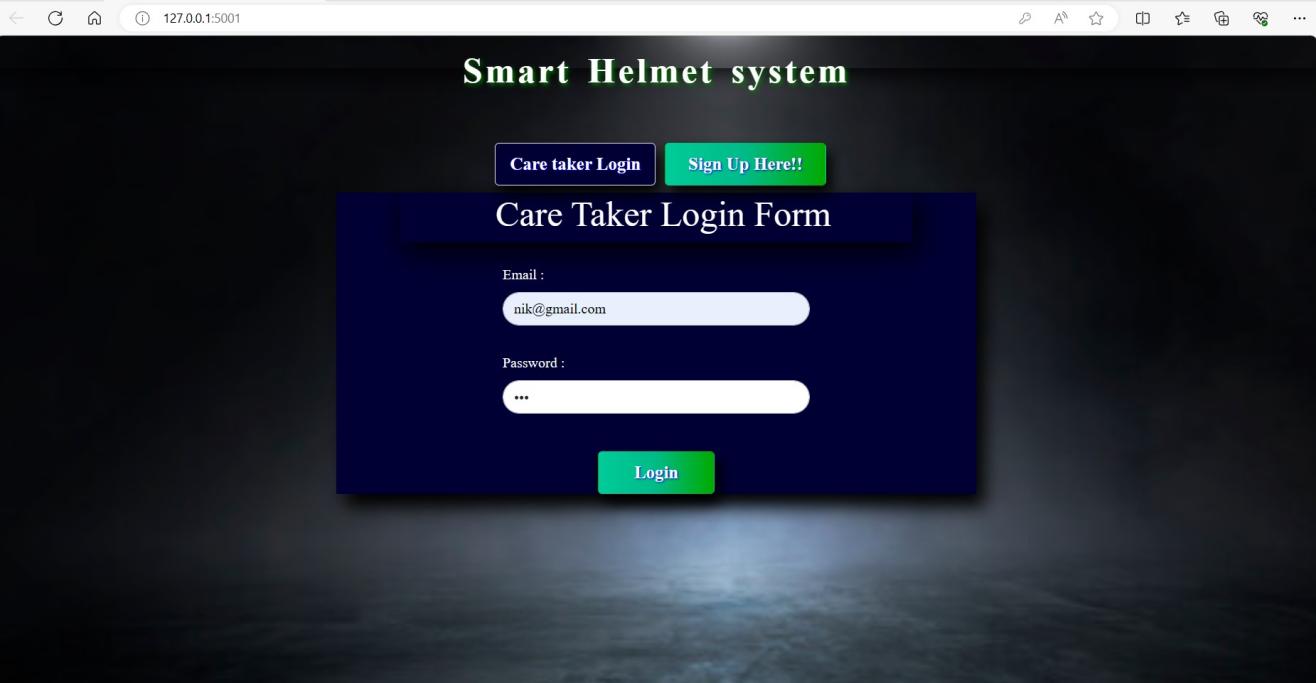 127.0.0.1:5001
Smart Helmet system
Care taker Login Sign Up Here!!
Care Taker Login Form
Email :
nik@gmail.com
Password :
•••
Login